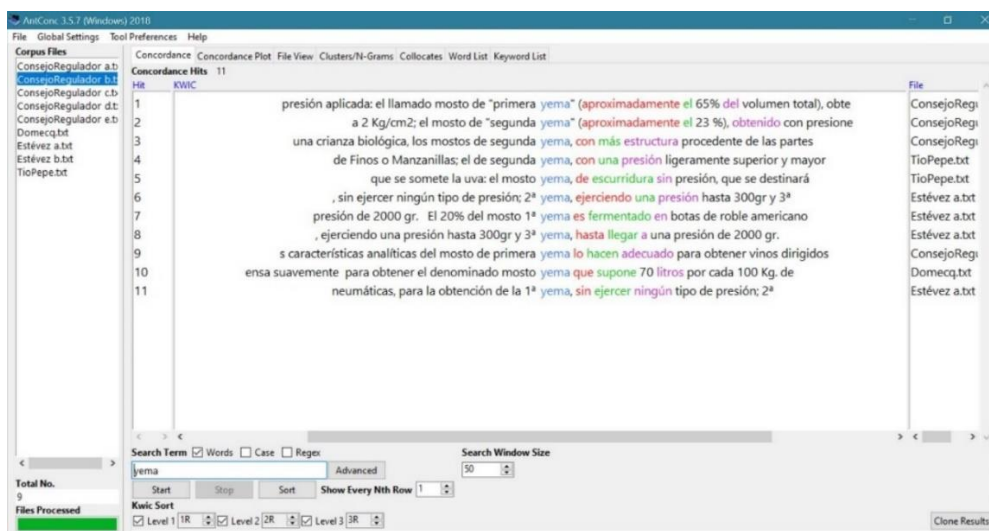 AntConc 3.5.7 (Windows) 2018
File Global Settings Tool Preferences Help
Corpus Files
ConsejoRegulador a.t
ConsejoRegulador b.t
ConsejoRegulador c.t
ConsejoRegulador d.t
ConsejoRegulador e.t
Domecq.txt
Estévez a.txt
Estévez b.txt
TioPepe.txt
Concordance Concordance Plot File View Clusters/N-Grams Collocates Word List Keyword List
Concordance Hits 11
Hit KWIC File
1 presión aplicada: el llamado mosto de "primera yema" (aproximadamente el 65% del volumen total), obte ConsejoRegu
2 a 2 Kg/cm2; el mosto de "segunda yema" (aproximadamente el 23 %), obtenido con presione ConsejoRegu
3 una crianza biológica, los mostos de segunda yema, con más estructura procedente de las partes ConsejoRegu
4 de Finos o Manzanillas; el de segunda yema, con una presión ligeramente superior y mayor TioPepe.txt
5 que se somete la uva: el mosto yema, de escurridura sin presión, que se destinará TioPepe.txt
6 , sin ejercer ningún tipo de presión; 2ª yema, ejerciendo una presión hasta 300gr y 3ª Estévez a.txt
7 presión de 2000 gr. El 20% del mosto 1ª yema es fermentado en botas de roble americano Estévez a.txt
8 , ejerciendo una presión hasta 300gr y 3ª yema, hasta llegar a una presión de 2000 gr. Estévez a.txt
9 s características analíticas del mosto de primera yema lo hacen adecuado para obtener vinos dirigidos ConsejoRegu
10 ensa suavemente para obtener el denominado mosto yema que supone 70 litros por cada 100 Kg. de Domecq.txt
11 neumáticas, para la obtención de la 1ª yema, sin ejercer ningún tipo de presión; 2ª Estévez a.txt
Search Term Words Case Regex Search Window Size
yema Advanced 50
Start Stop Sort Show Every Nth Row 1
Kwic Sort
Level 1 1R Level 2 2R Level 3 3R
Total No.
9
Files Processed
Clone Results